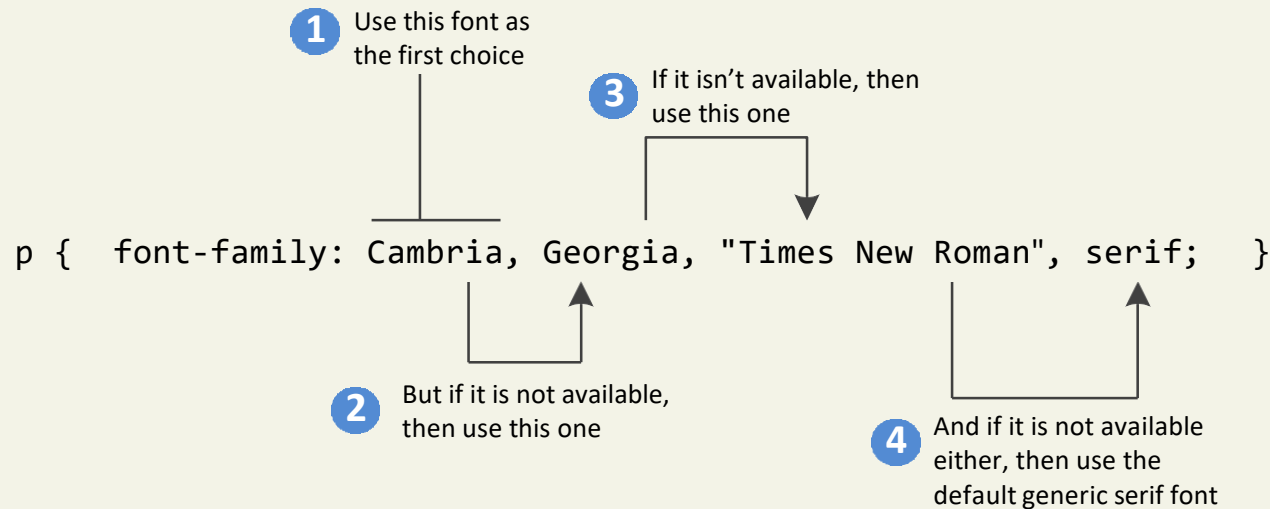 1 Use this font as
the first choice
3 If it isn’t available, then
use this one
p {  font-family: Cambria, Georgia, "Times New Roman", serif;  }
2 But if it is not available,
then use this one
4 And if it is not available
either, then use the
default generic serif font